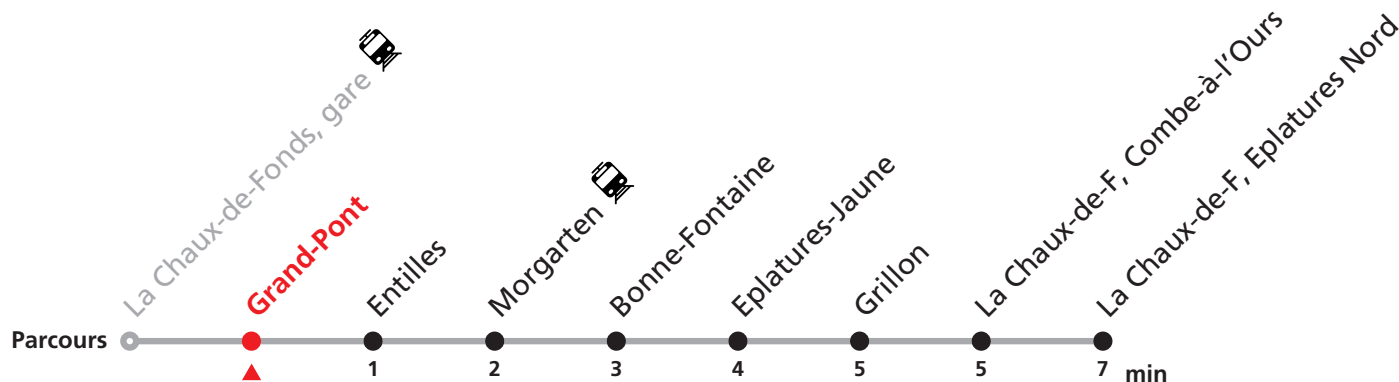 La Chaux-de-Fonds, gare
Grand-Pont
Entilles
Morgarten
Bonne-Fontaine
Eplatures-Jaune
Grillon
La Chaux-de-F, Combe-à-l'Ours
La Chaux-de-F, Eplatures Nord
Parcours
1 2 3 4 5 5 7 min